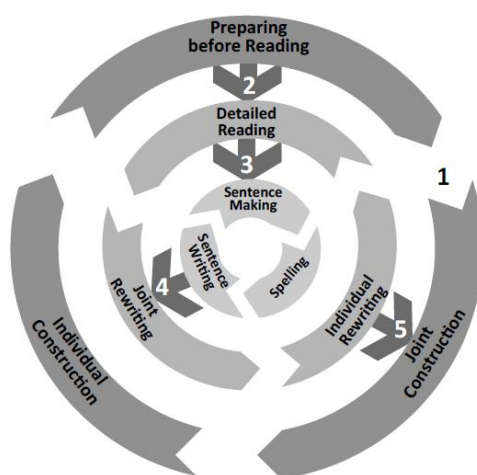 Preparing
before Reading
2
Detailed
Reading
3
1
Sentence
Making
Sentence
Writing
Spelling
4
Joint
Rewriting
Individual
Rewriting
5
Individual
Construction
Joint
Construction